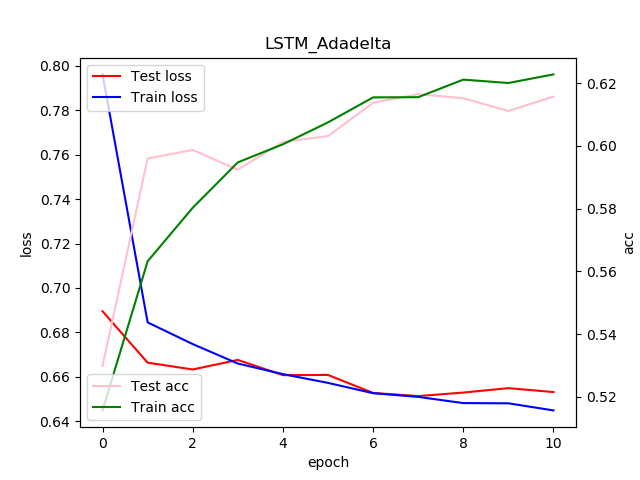 LSTM_Adadelta
Test loss
Train loss
Test acc
Train acc
loss
0.80
0.78
0.76
0.74
0.72
0.70
0.68
0.66
0.64
0.62
0.60
0.58
0.56
0.54
0.52
acc
0 2 4 6 8 10
epoch